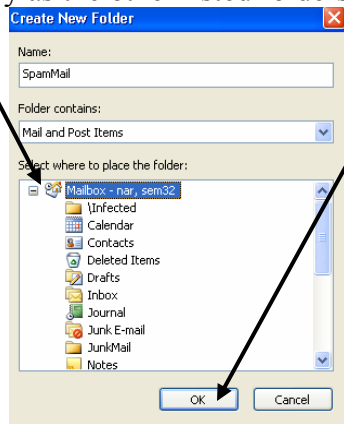 Create New Folder
Name:
SpamMail
Folder contains:
Mail and Post Items
Select where to place the folder:
Mailbox - nar, sem32
\Infected
Calendar
Contacts
Deleted Items
Drafts
Inbox
Journal
Junk E-mail
JunkMail
Notes
OK Cancel